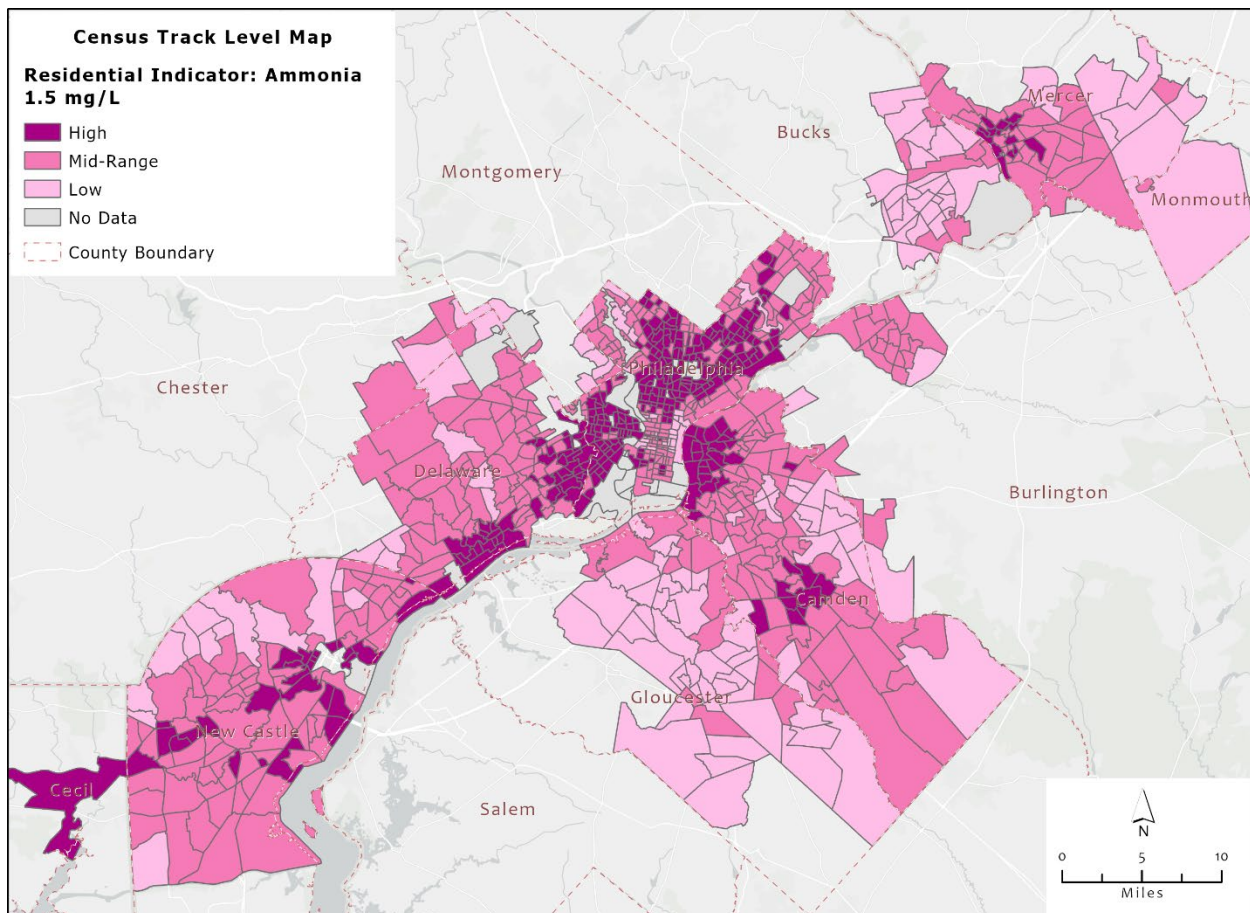 Census Track Level Map
Residential Indicator: Ammonia
1.5 mg/L
High
Mid-Range
Low
No Data
County Boundary
Mercer
Bucks
Montgomery
Monmouth
Philadelphia
Chester
Delaware
Burlington
Camden
Gloucester
New Castle
Cecil
Salem
N
0 5 10
Miles